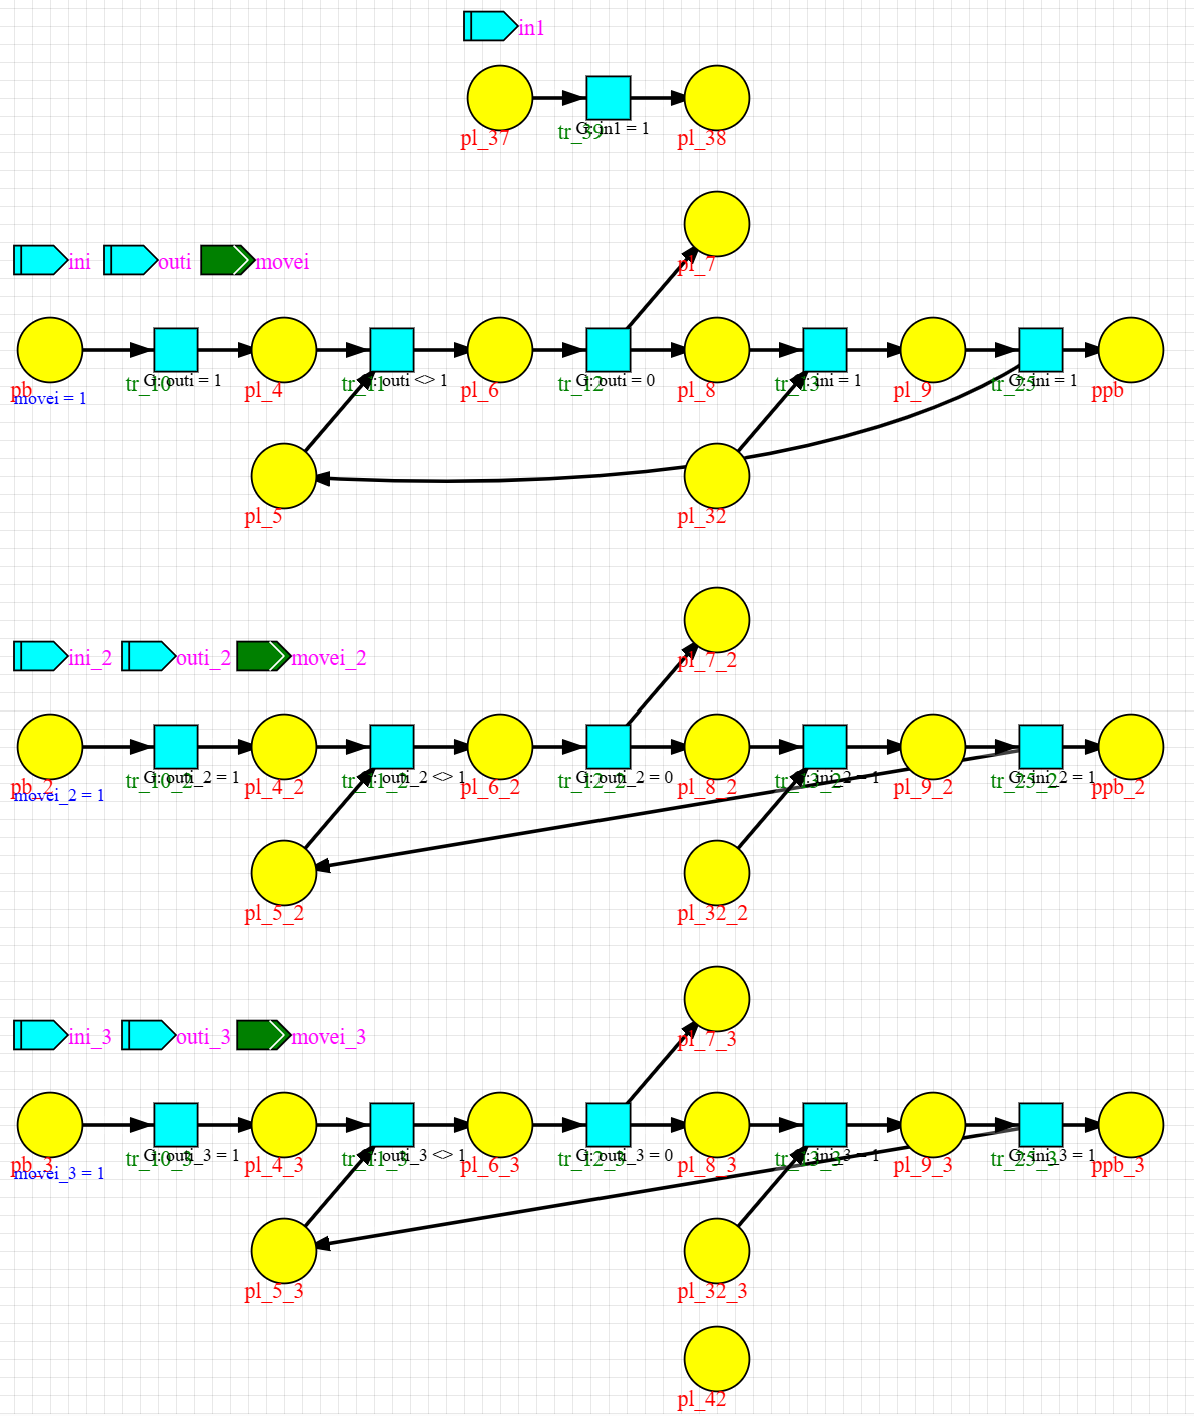 in1
pl_37
tr_39
G: in1 = 1
pl_38
pl_7
ini
outi
movei
pb
movei = 1
tr_10
G: outi = 1
pl_4
tr_11
G: outi <> 1
pl_6
tr_12
G: outi = 0
pl_8
tr_13
G: ini = 1
pl_9
tr_25
G: ini = 1
ppb
pl_5
pl_32
pl_7_2
ini_2
outi_2
movei_2
pb_2
movei_2 = 1
tr_10_2
G: outi_2 = 1
pl_4_2
tr_11_2
G: outi_2 <> 1
pl_6_2
tr_12_2
G: outi_2 = 0
pl_8_2
tr_13_2
G: ini_2 = 1
pl_9_2
tr_25_2
G: ini_2 = 1
ppb_2
pl_5_2
pl_32_2
pl_7_3
ini_3
outi_3
movei_3
pb_3
movei_3 = 1
tr_10_3
G: outi_3 = 1
pl_4_3
tr_11_3
G: outi_3 <> 1
pl_6_3
tr_12_3
G: outi_3 = 0
pl_8_3
tr_13_3
G: ini_3 = 1
pl_9_3
tr_25_3
G: ini_3 = 1
ppb_3
pl_5_3
pl_32_3
pl_42